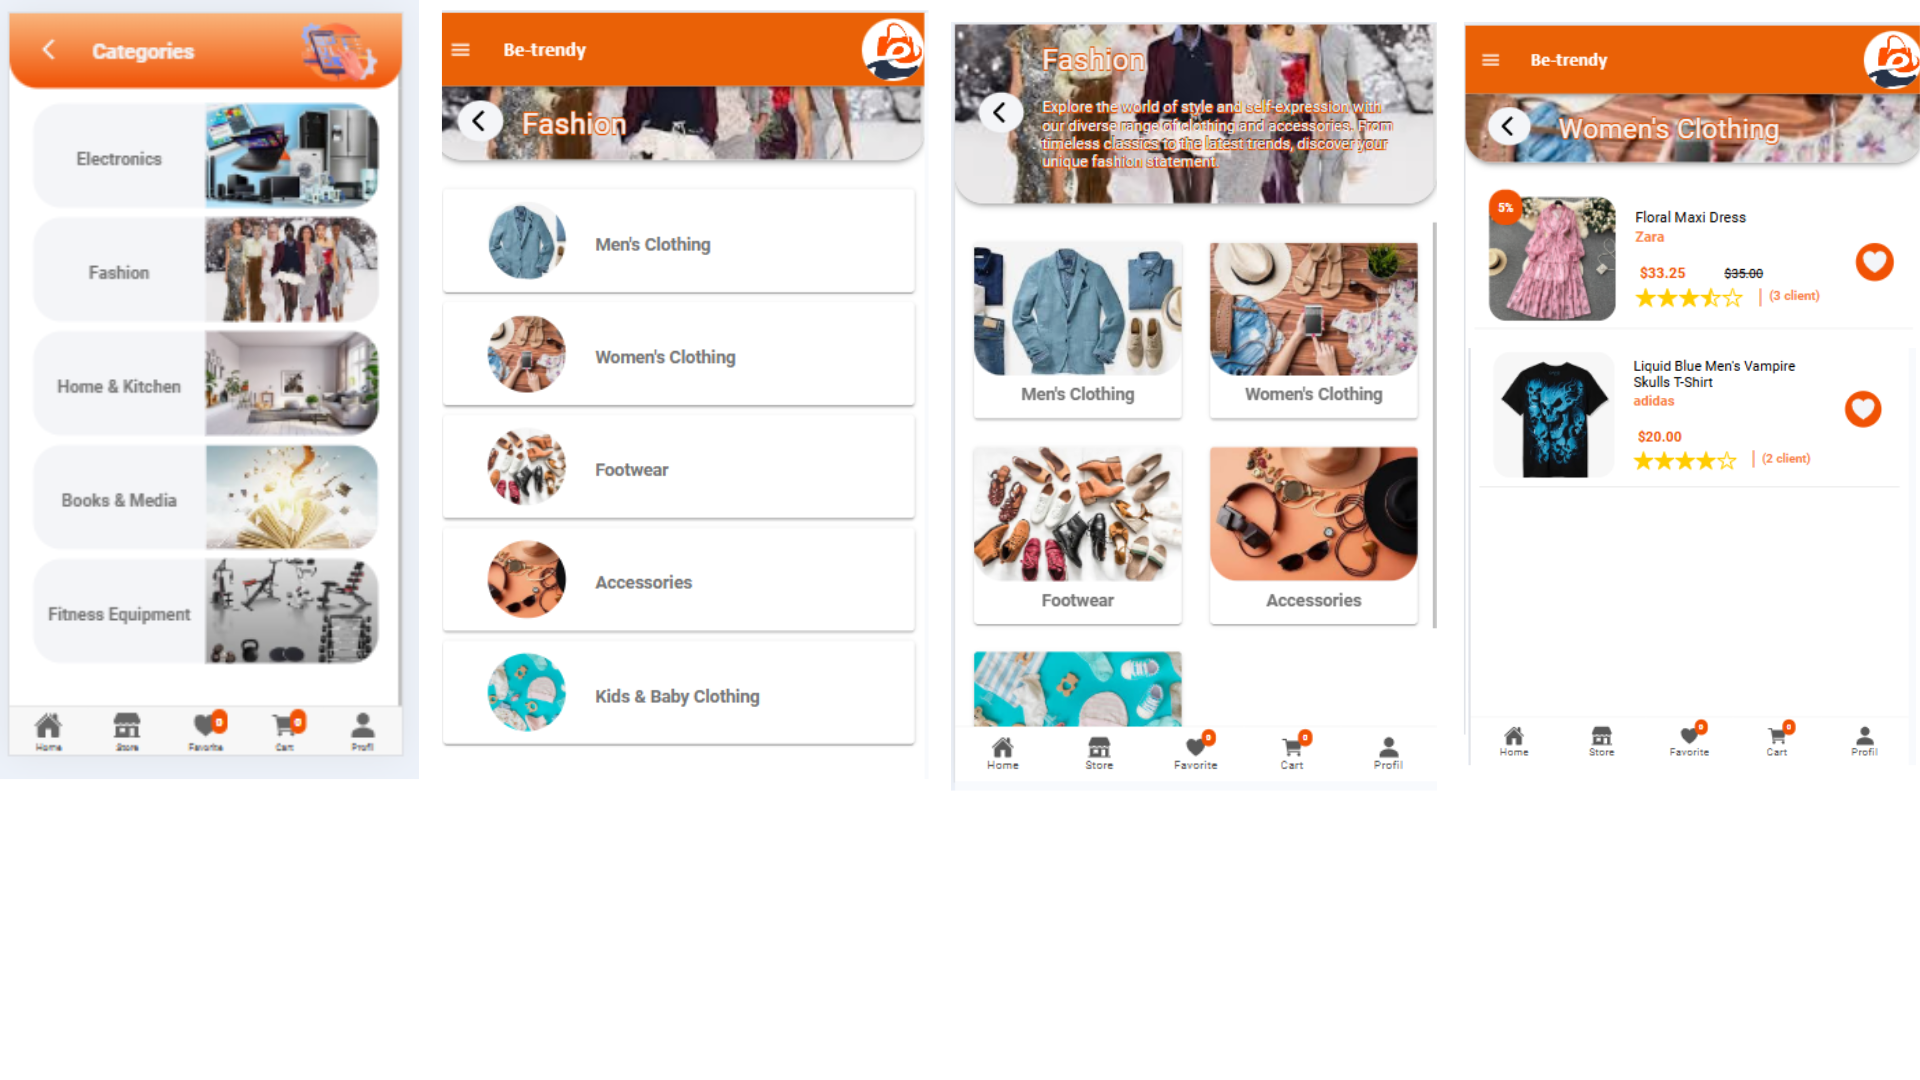 Categories
Electronics
Fashion
Home & Kitchen
Books & Media
Fitness Equipment
0
0
Home
Store
Favorite
Cart
Profil
Be-trendy
Fashion
Men's Clothing
Women's Clothing
Footwear
Accessories
Kids & Baby Clothing
Fashion
Explore the world of style and self-expression with
our diverse range of clothing and accessories. From
timeless classics to the latest trends, discover your
unique fashion statement.
Men's Clothing
Women's Clothing
Footwear
Accessories
0
0
Home
Store
Favorite
Cart
Profil
Be-trendy
Women's Clothing
5%
Floral Maxi Dress
Zara
$33.25 $35.00
| (3 client)
Liquid Blue Men's Vampire
Skulls T-Shirt
adidas
$20.00
| (2 client)
0
0
Home
Store
Favorite
Cart
Profil